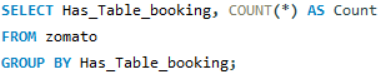 SELECT Has_Table_booking, COUNT(*) AS Count
FROM zomato
GROUP BY Has_Table_booking;